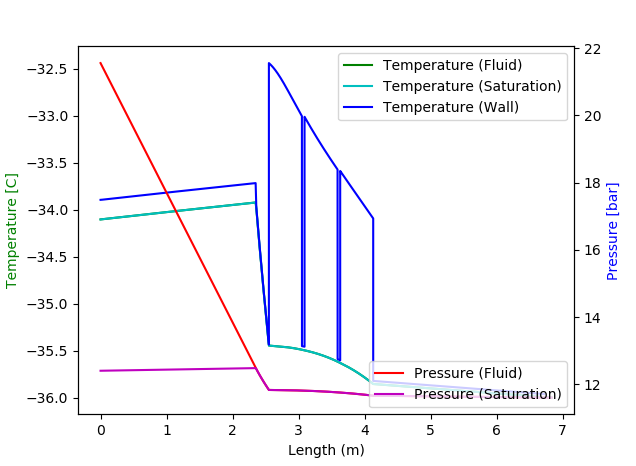 Temperature (Fluid)
Temperature (Saturation)
Temperature (Wall)
Pressure (Fluid)
Pressure (Saturation)
Temperature [C]
−32.5
−33.0
−33.5
−34.0
−34.5
−35.0
−35.5
−36.0
22
20
18
16
14
12
Pressure [bar]
0
1
2
3
4
5
6
7
Length (m)